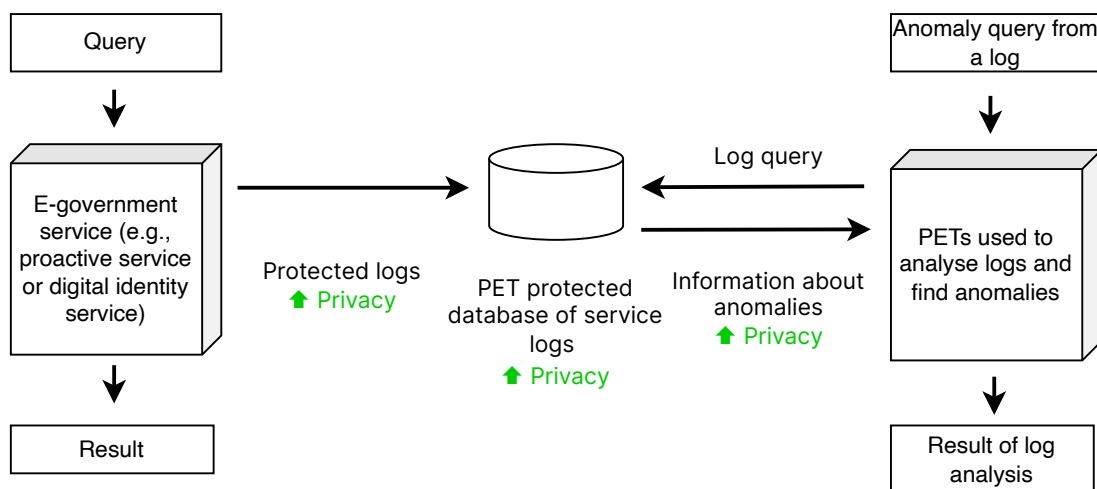 Query
E-government
service (e.g.,
proactive service
or digital identity
service)
Result
Protected logs
Privacy
PET protected
database of service
logs
Privacy
Log query
Information about
anomalies
Privacy
Anomaly query from
a log
PETs used to
analyse logs and
find anomalies
Result of log
analysis